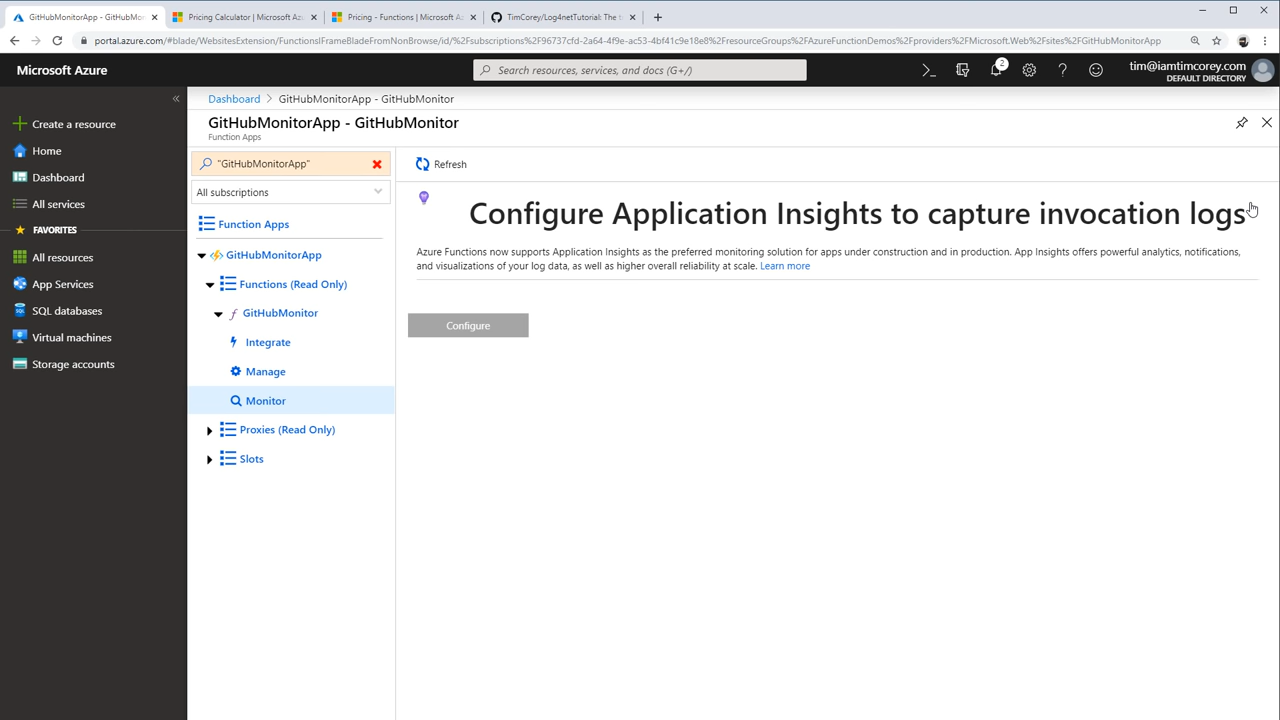 GitHubMonitorApp - GitHubMon
Pricing Calculator | Microsoft Az
Pricing - Functions | Microsoft A
TimCorey/Log4netTutorial: The
portal.azure.com/#blade/WebsitesExtension/FunctionsIFrameBladeFromNonBrowse/id/%2Fsubscriptions%2F96737cfd-2a64-4f9e-ac53-4bf41c9e18e8%2FresourceGroups%2FAzureFunctionDemos%2Fproviders%2FMicrosoft.Web%2Fsites%2FGitHubMonitorApp
Microsoft Azure
Search resources, services, and docs (G+/)
2
tim@iamtimcorey.com
DEFAULT DIRECTORY
Create a resource
Home
Dashboard
All services
FAVORITES
All resources
App Services
SQL databases
Virtual machines
Storage accounts
Dashboard > GitHubMonitorApp - GitHubMonitor
GitHubMonitorApp - GitHubMonitor
Function Apps
"GitHubMonitorApp"
All subscriptions
Function Apps
GitHubMonitorApp
Functions (Read Only)
GitHubMonitor
Integrate
Manage
Monitor
Proxies (Read Only)
Slots
Refresh
Configure Application Insights to capture invocation logs
Azure Functions now supports Application Insights as the preferred monitoring solution for apps under construction and in production. App Insights offers powerful analytics, notifications,
and visualizations of your log data, as well as higher overall reliability at scale. Learn more
Configure